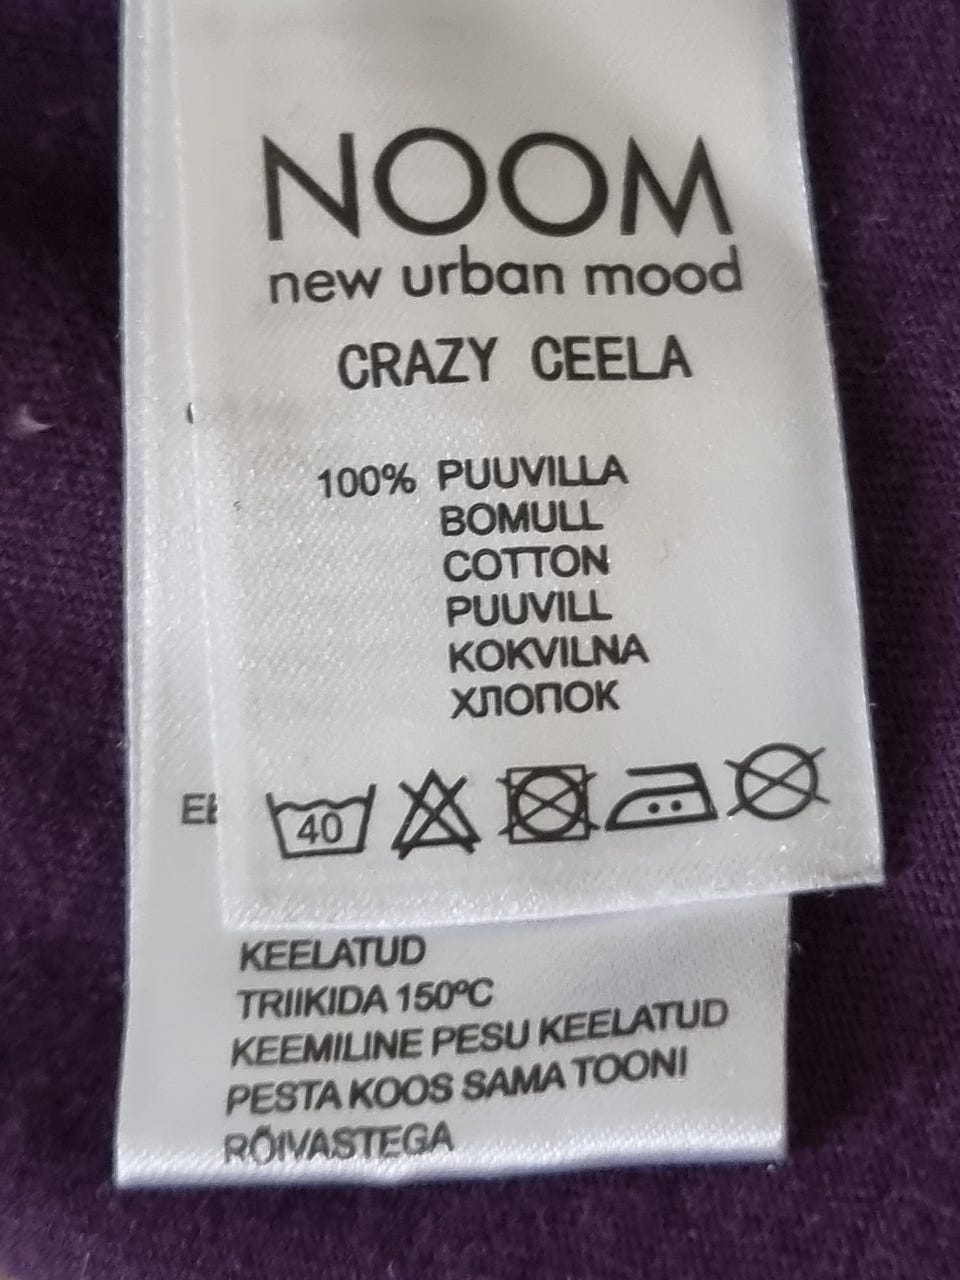 NOOM
new urban mood
CRAZY CEELA
100% PUUVILLA
BOMULL
COTTON
PUUVILL
KOKVILNA
ХЛОПОК
40
KEELATUD
TRIIKIDA 150ºC
KEEMILINE PESU KEELATUD
PESTA KOOS SAMA TOONI
RÕIVASTEGA